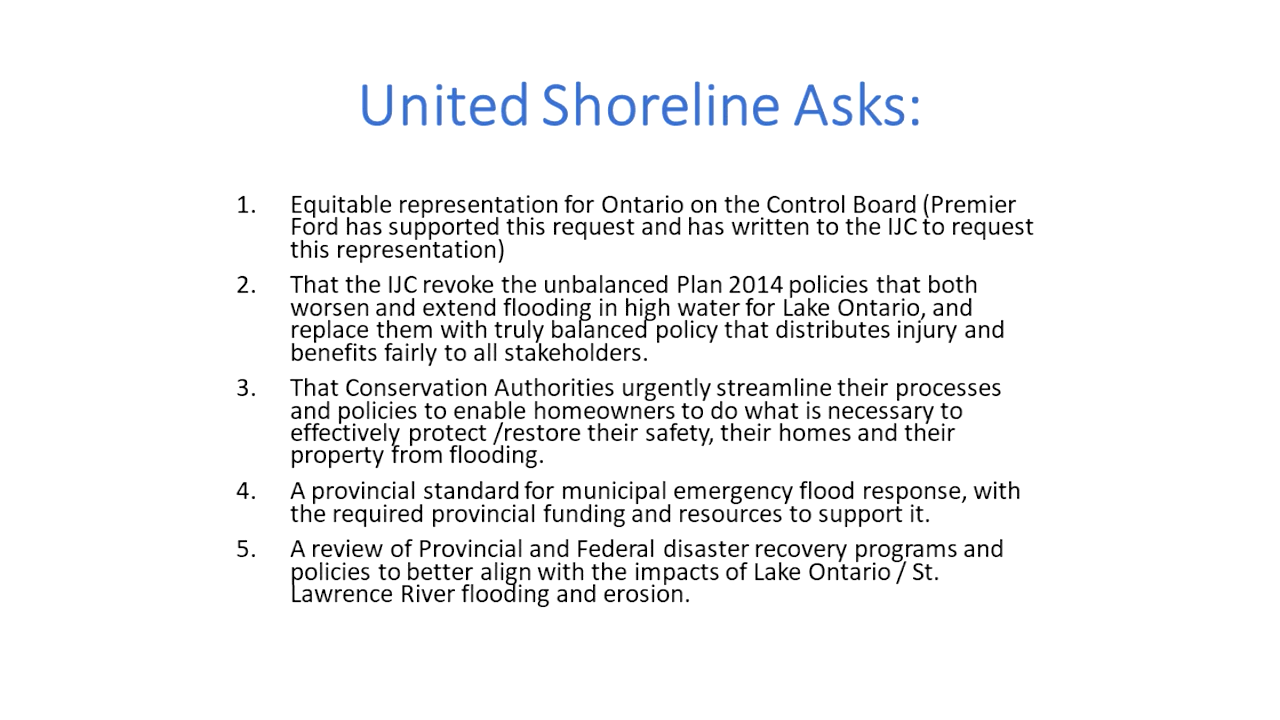 United Shoreline Asks:
1. Equitable representation for Ontario on the Control Board (Premier
Ford has supported this request and has written to the IJC to request
this representation)
2. That the IJC revoke the unbalanced Plan 2014 policies that both
worsen and extend flooding in high water for Lake Ontario, and
replace them with truly balanced policy that distributes injury and
benefits fairly to all stakeholders.
3. That Conservation Authorities urgently streamline their processes
and policies to enable homeowners to do what is necessary to
effectively protect /restore their safety, their homes and their
property from flooding.
4. A provincial standard for municipal emergency flood response, with
the required provincial funding and resources to support it.
5. A review of Provincial and Federal disaster recovery programs and
policies to better align with the impacts of Lake Ontario / St.
Lawrence River flooding and erosion.